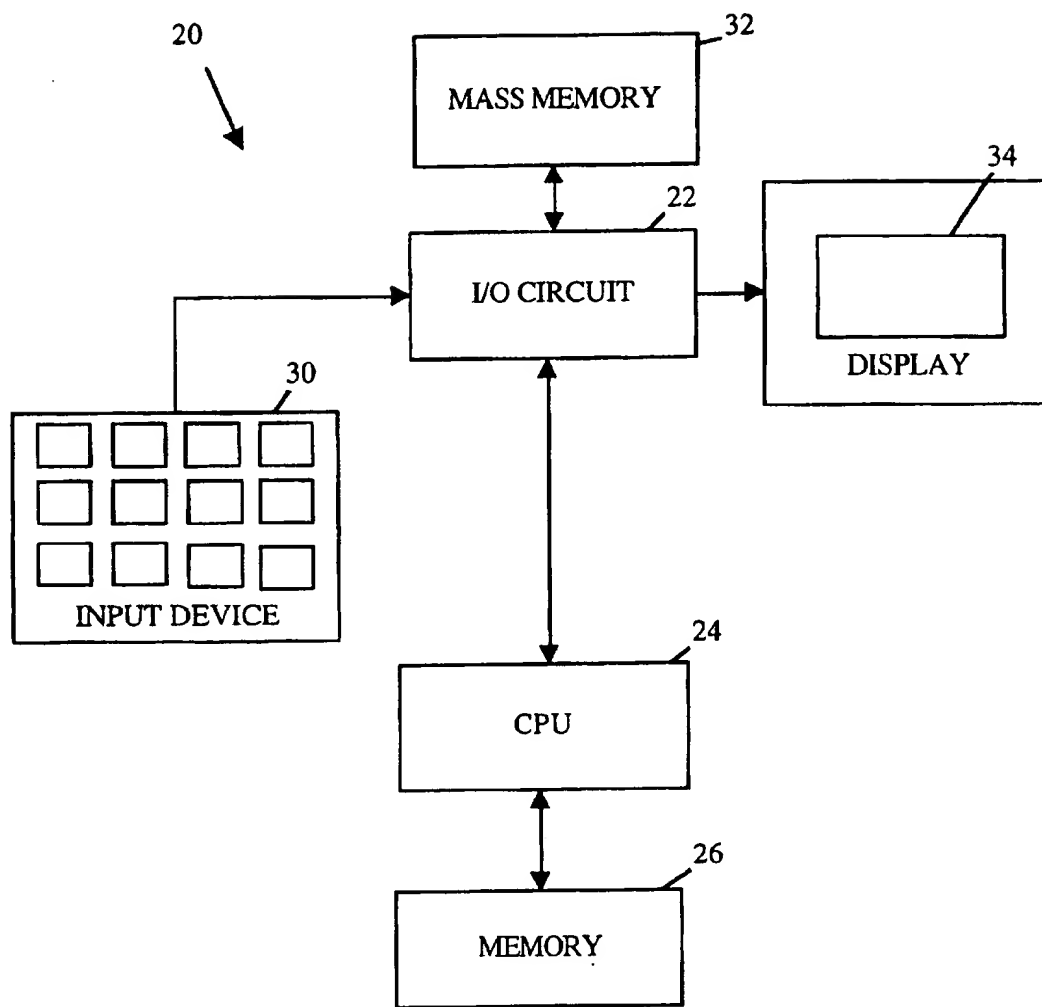 20
32
MASS MEMORY
34
22
I/O CIRCUIT
DISPLAY
30
INPUT DEVICE
24
CPU
26
MEMORY